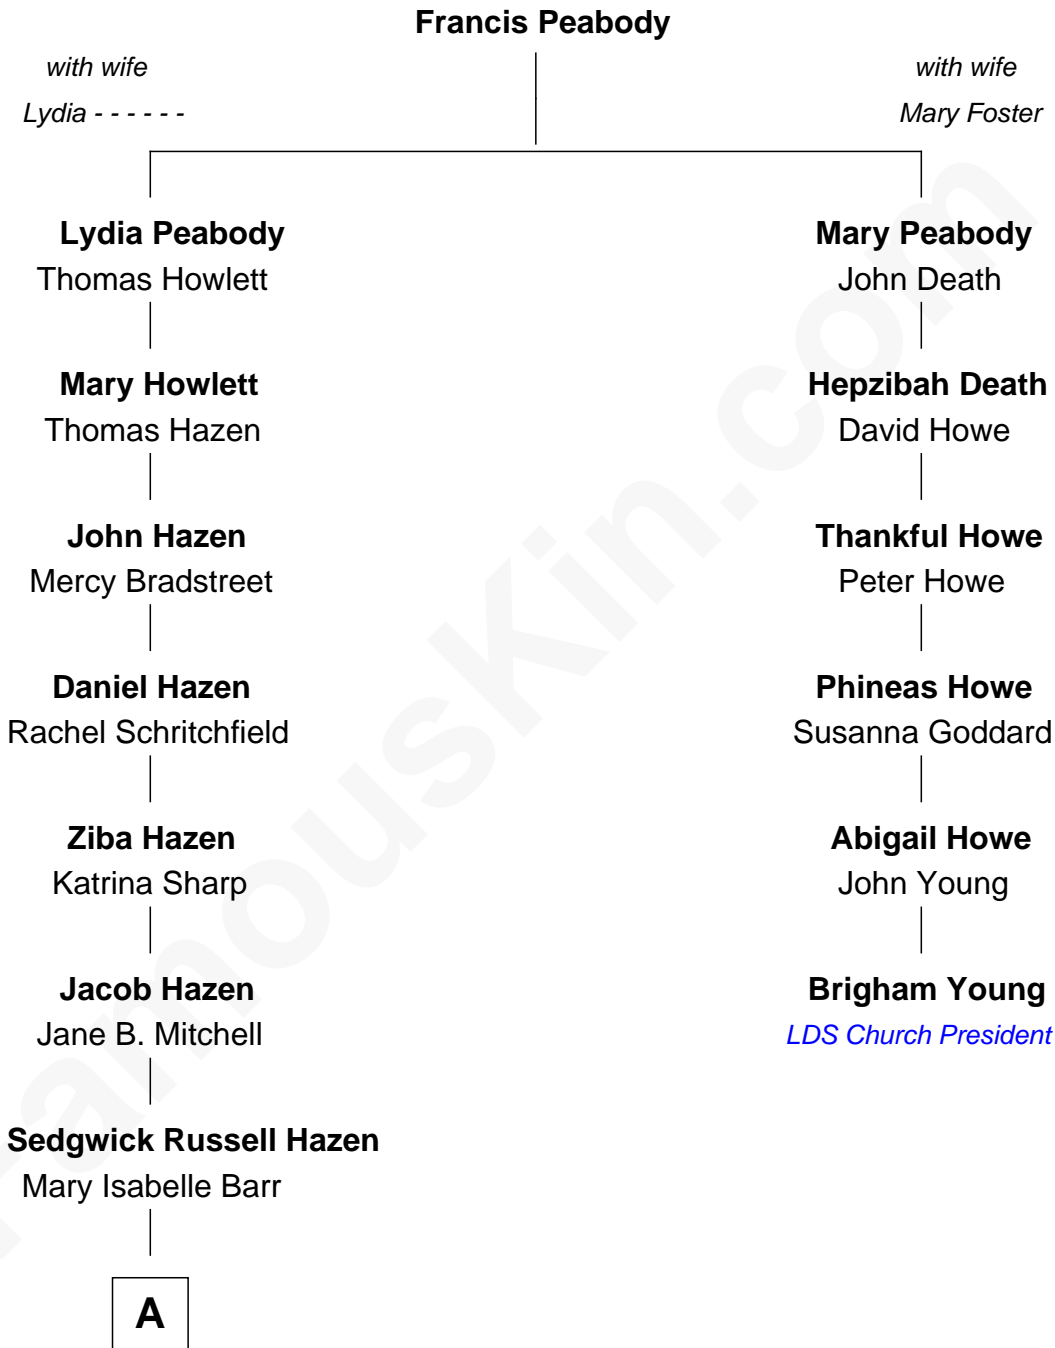 Francis Peabody
with wife
Lydia - - - - - -
with wife
Mary Foster
Lydia Peabody
Thomas Howlett
Mary Howlett
Thomas Hazen
John Hazen
Mercy Bradstreet
Daniel Hazen
Rachel Schritchfield
Ziba Hazen
Katrina Sharp
Jacob Hazen
Jane B. Mitchell
Sedgwick Russell Hazen
Mary Isabelle Barr
A
Mary Peabody
John Death
Hepzibah Death
David Howe
Thankful Howe
Peter Howe
Phineas Howe
Susanna Goddard
Abigail Howe
John Young
Brigham Young
LDS Church President
FamousKin.com